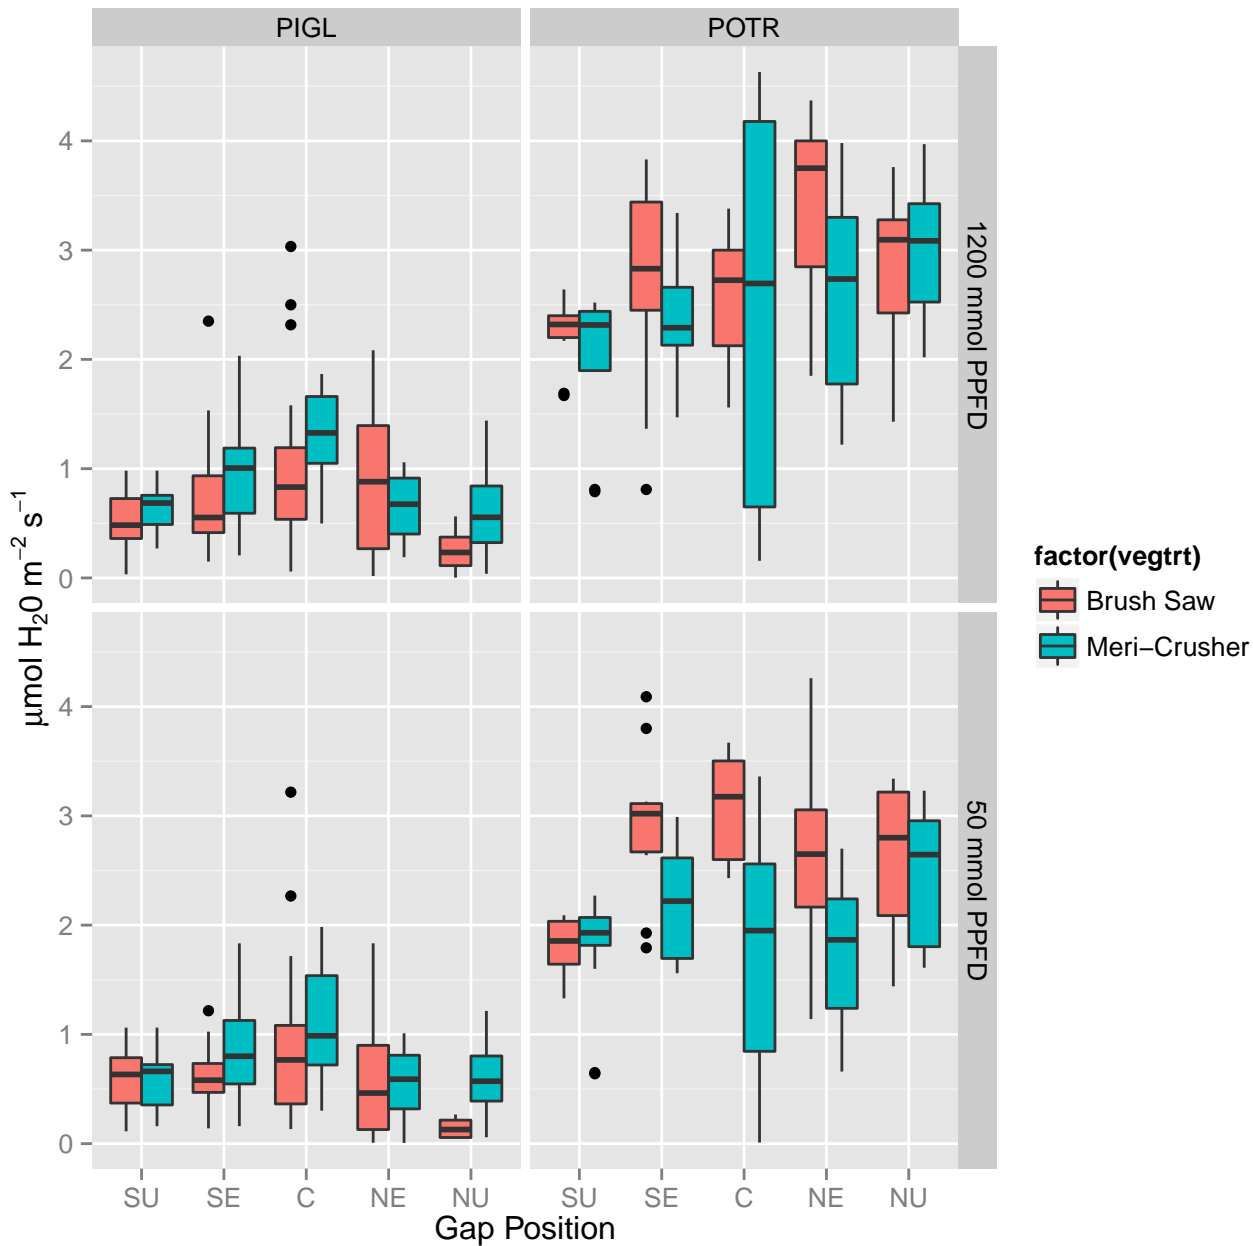 PIGL POTR
4
3
2
1
0
1200 mmol PPFD
4
3
2
1
0
50 mmol PPFD
μmol H₂0 m⁻² s⁻¹
SU SE C NE NU SU SE C NE NU
Gap Position
factor(vegtrt)
Brush Saw
Meri−Crusher